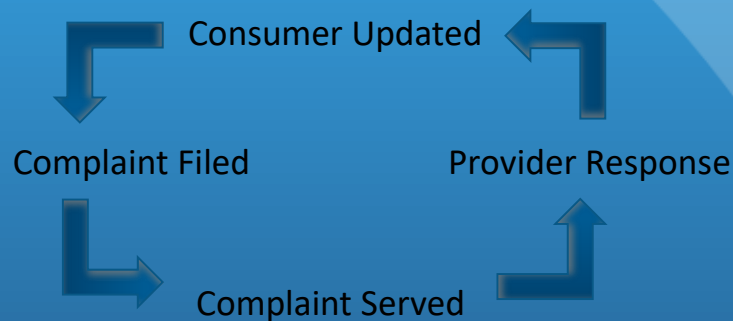 Consumer Updated
Complaint Filed
Provider Response
Complaint Served